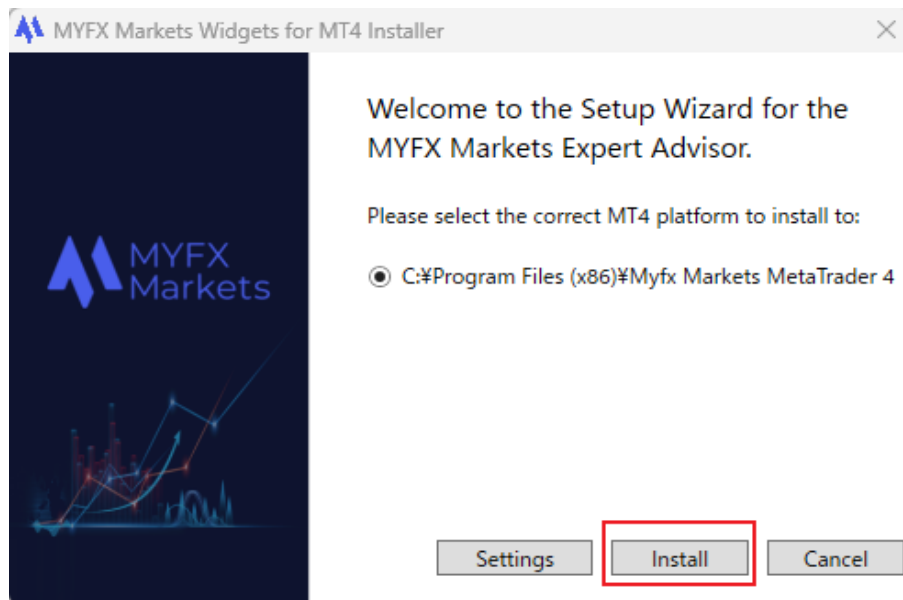 MYFX Markets Widgets for MT4 Installer
Welcome to the Setup Wizard for the
MYFX Markets Expert Advisor.
Please select the correct MT4 platform to install to:
C:¥Program Files (x86)¥Myfx Markets MetaTrader 4
MYFX
Markets
Settings
Install
Cancel